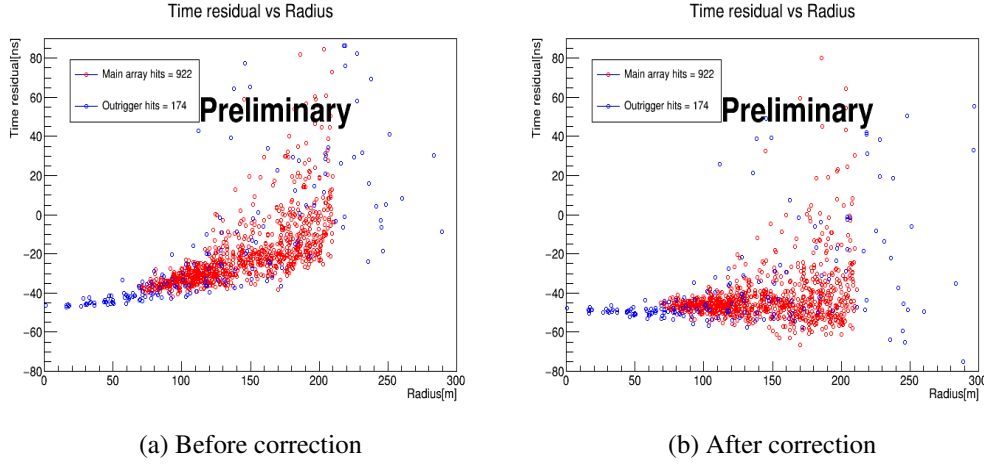 Time residual vs Radius
Time residual[ns]
80
60
40
20
0
−20
−40
−60
−80
Main array hits = 922
Outrigger hits = 174
Preliminary
0 50 100 150 200 250 300
Radius[m]
(a) Before correction
Time residual vs Radius
Time residual[ns]
80
60
40
20
0
−20
−40
−60
−80
Main array hits = 922
Outrigger hits = 174
Preliminary
0 50 100 150 200 250 300
Radius[m]
(b) After correction